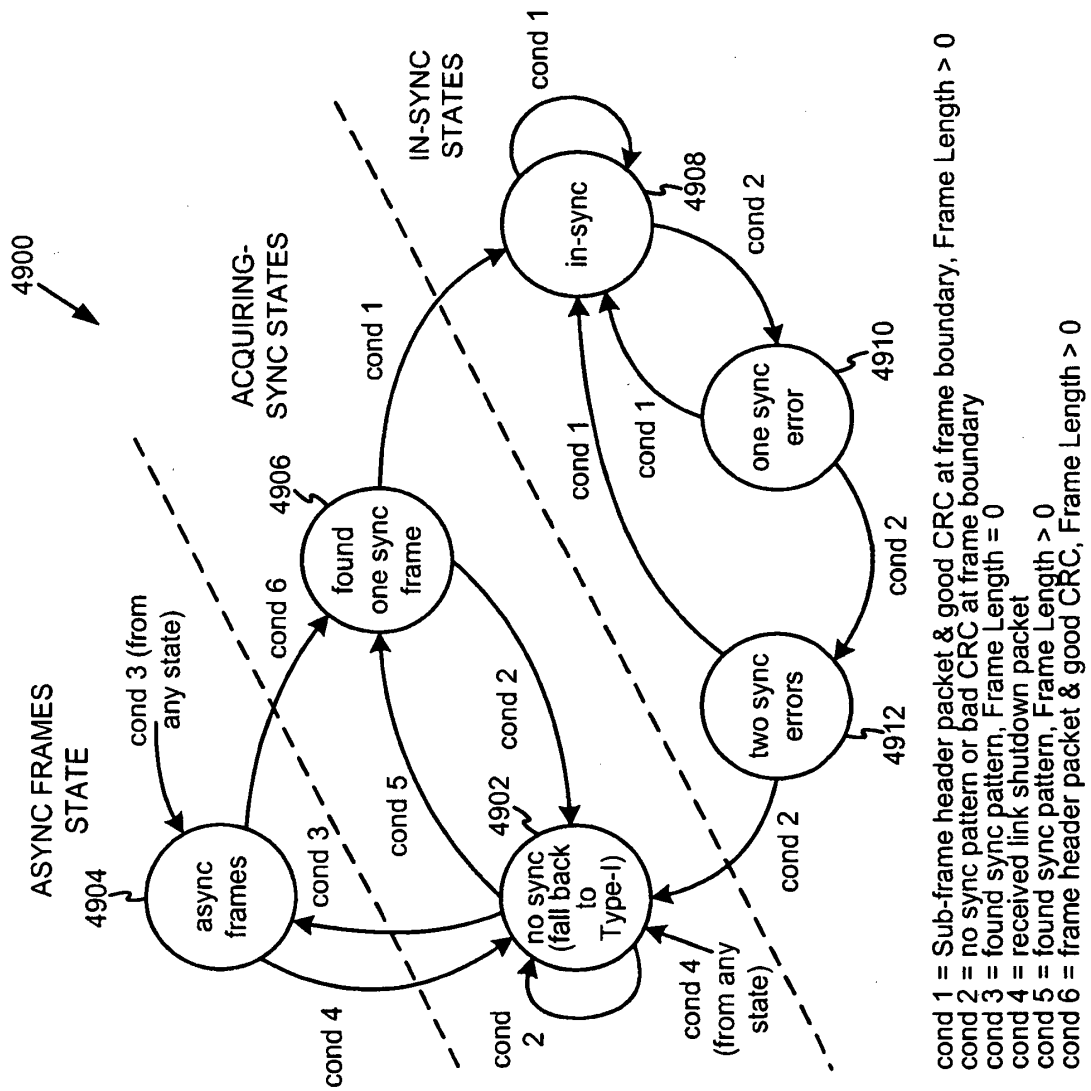 4900
ASYNC FRAMES
STATE
ACQUIRING-
SYNC STATES
IN-SYNC
STATES
4904
async
frames
cond 3 (from
any state)
cond 6
4906
found
one sync
frame
cond 1
cond 1
in-sync
4908
cond 4
cond 3
cond 5
cond 2
4902
no sync
(fall back
to
Type-I)
cond
2
cond 4
(from any
state)
cond 2
cond 1
cond 1
cond 2
two sync
errors
4912
cond 2
one sync
error
4910
cond 1 = Sub-frame header packet & good CRC at frame boundary, Frame Length > 0
cond 2 = no sync pattern or bad CRC at frame boundary
cond 3 = found sync pattern, Frame Length = 0
cond 4 = received link shutdown packet
cond 5 = found sync pattern, Frame Length > 0
cond 6 = frame header packet & good CRC, Frame Length > 0